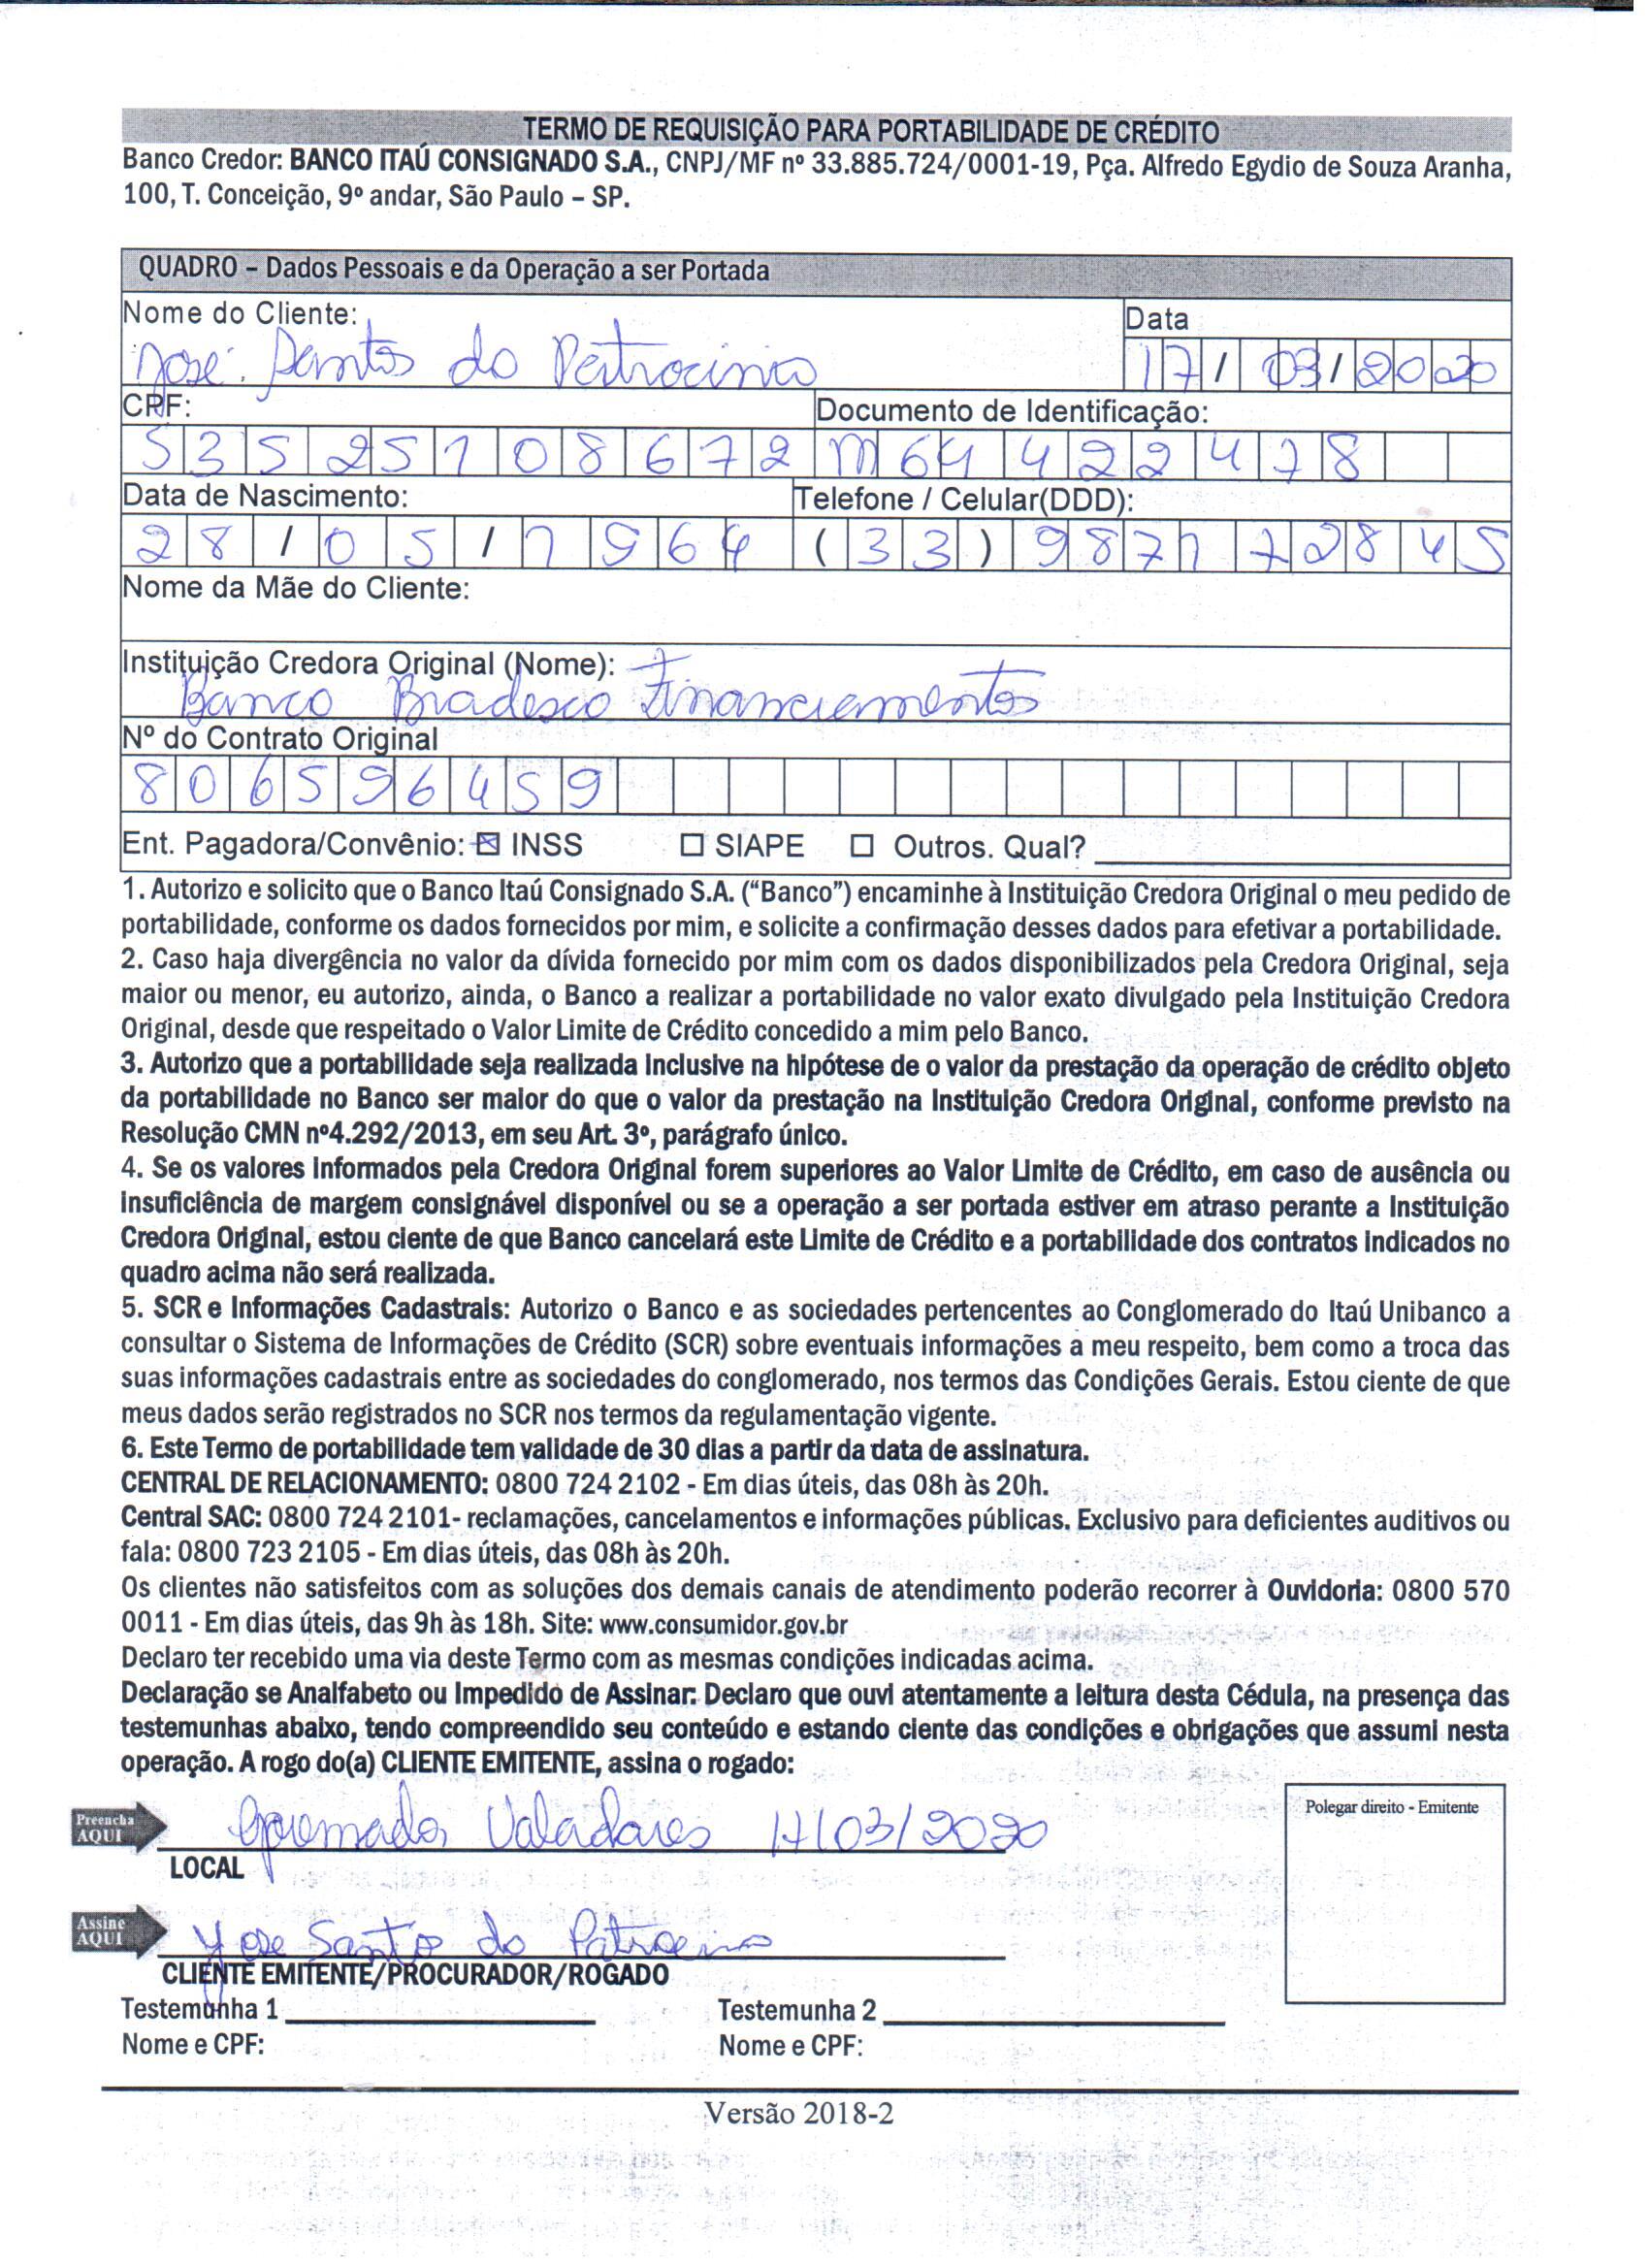 TERMO DE REQUISIÇÃO PARA PORTABILIDADE DE CRÉDITO
Banco Credor: BANCO ITAÚ CONSIGNADO S.A., CNPJ/MF nº 33.885.724/0001-19, Pça. Alfredo Egydio de Souza Aranha,
100, T. Conceição, 9º andar, São Paulo – SP.
QUADRO – Dados Pessoais e da Operação a ser Portada
Nome do Cliente: Data
José Santos do Patrocinio 17/03/2020
CPF: Documento de Identificação:
53525108672 M64422478
Data de Nascimento: Telefone / Celular(DDD):
28/05/1964 (33) 987172845
Nome da Mãe do Cliente:
Instituição Credora Original (Nome):
Banco Bradesco Financiamentos
Nº do Contrato Original
806596459
Ent. Pagadora/Convênio: ☒ INSS ☐ SIAPE ☐ Outros. Qual?
1. Autorizo e solicito que o Banco Itaú Consignado S.A. (“Banco”) encaminhe à Instituição Credora Original o meu pedido de
portabilidade, conforme os dados fornecidos por mim, e solicite a confirmação desses dados para efetivar a portabilidade.
2. Caso haja divergência no valor da dívida fornecido por mim com os dados disponibilizados pela Credora Original, seja
maior ou menor, eu autorizo, ainda, o Banco a realizar a portabilidade no valor exato divulgado pela Instituição Credora
Original, desde que respeitado o Valor Limite de Crédito concedido a mim pelo Banco.
3. Autorizo que a portabilidade seja realizada inclusive na hipótese de o valor da prestação da operação de crédito objeto
da portabilidade no Banco ser maior do que o valor da prestação na Instituição Credora Original, conforme previsto na
Resolução CMN nº4.292/2013, em seu Art. 3º, parágrafo único.
4. Se os valores informados pela Credora Original forem superiores ao Valor Limite de Crédito, em caso de ausência ou
insuficiência de margem consignável disponível ou se a operação a ser portada estiver em atraso perante a Instituição
Credora Original, estou ciente de que Banco cancelará este Limite de Crédito e a portabilidade dos contratos indicados no
quadro acima não será realizada.
5. SCR e Informações Cadastrais: Autorizo o Banco e as sociedades pertencentes ao Conglomerado do Itaú Unibanco a
consultar o Sistema de Informações de Crédito (SCR) sobre eventuais informações a meu respeito, bem como a troca das
suas informações cadastrais entre as sociedades do conglomerado, nos termos das Condições Gerais. Estou ciente de que
meus dados serão registrados no SCR nos termos da regulamentação vigente.
6. Este Termo de portabilidade tem validade de 30 dias a partir da data de assinatura.
CENTRAL DE RELACIONAMENTO: 0800 724 2102 - Em dias úteis, das 08h às 20h.
Central SAC: 0800 724 2101- reclamações, cancelamentos e informações públicas. Exclusivo para deficientes auditivos ou
fala: 0800 723 2105 - Em dias úteis, das 08h às 20h.
Os clientes não satisfeitos com as soluções dos demais canais de atendimento poderão recorrer à Ouvidoria: 0800 570
0011 - Em dias úteis, das 9h às 18h. Site: www.consumidor.gov.br
Declaro ter recebido uma via deste Termo com as mesmas condições indicadas acima.
Declaração se Analfabeto ou Impedido de Assinar: Declaro que ouvi atentamente a leitura desta Cédula, na presença das
testemunhas abaixo, tendo compreendido seu conteúdo e estando ciente das condições e obrigações que assumi nesta
operação. A rogo do(a) CLIENTE EMITENTE, assina o rogado:
Polegar direito - Emitente
Preencha
AQUI
Governador Valadares 17/03/2020
LOCAL
Assine
AQUI
Jose Santo do Patrocino
CLIENTE EMITENTE/PROCURADOR/ROGADO
Testemunha 1 Testemunha 2
Nome e CPF: Nome e CPF:
Versão 2018-2